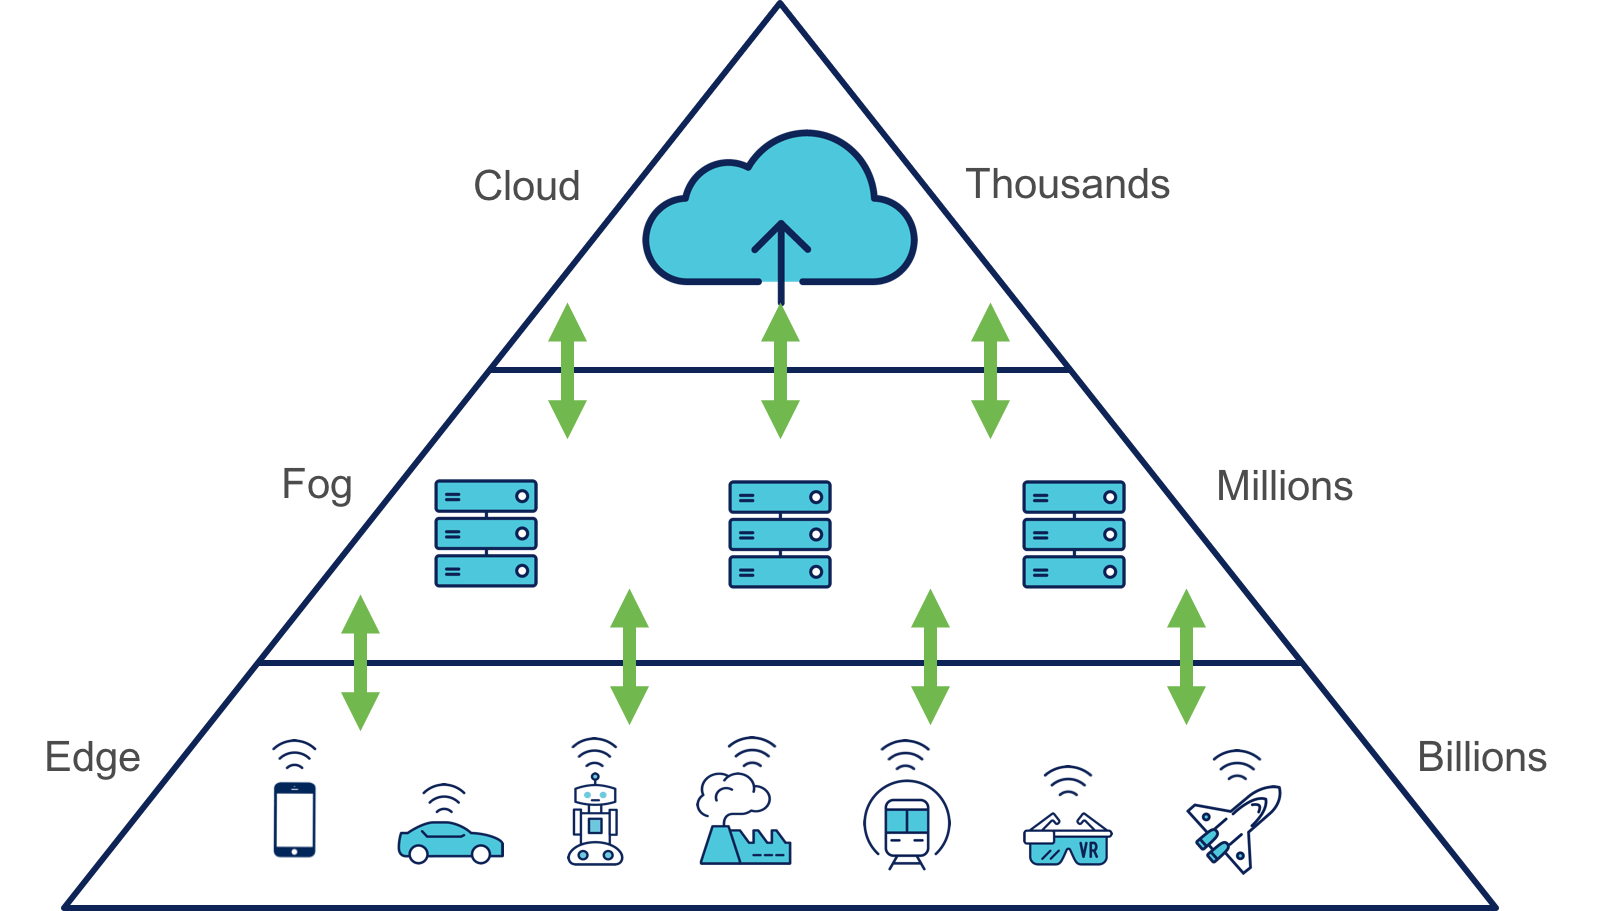 Cloud
Thousands
Fog
Millions
Edge
Billions
VR